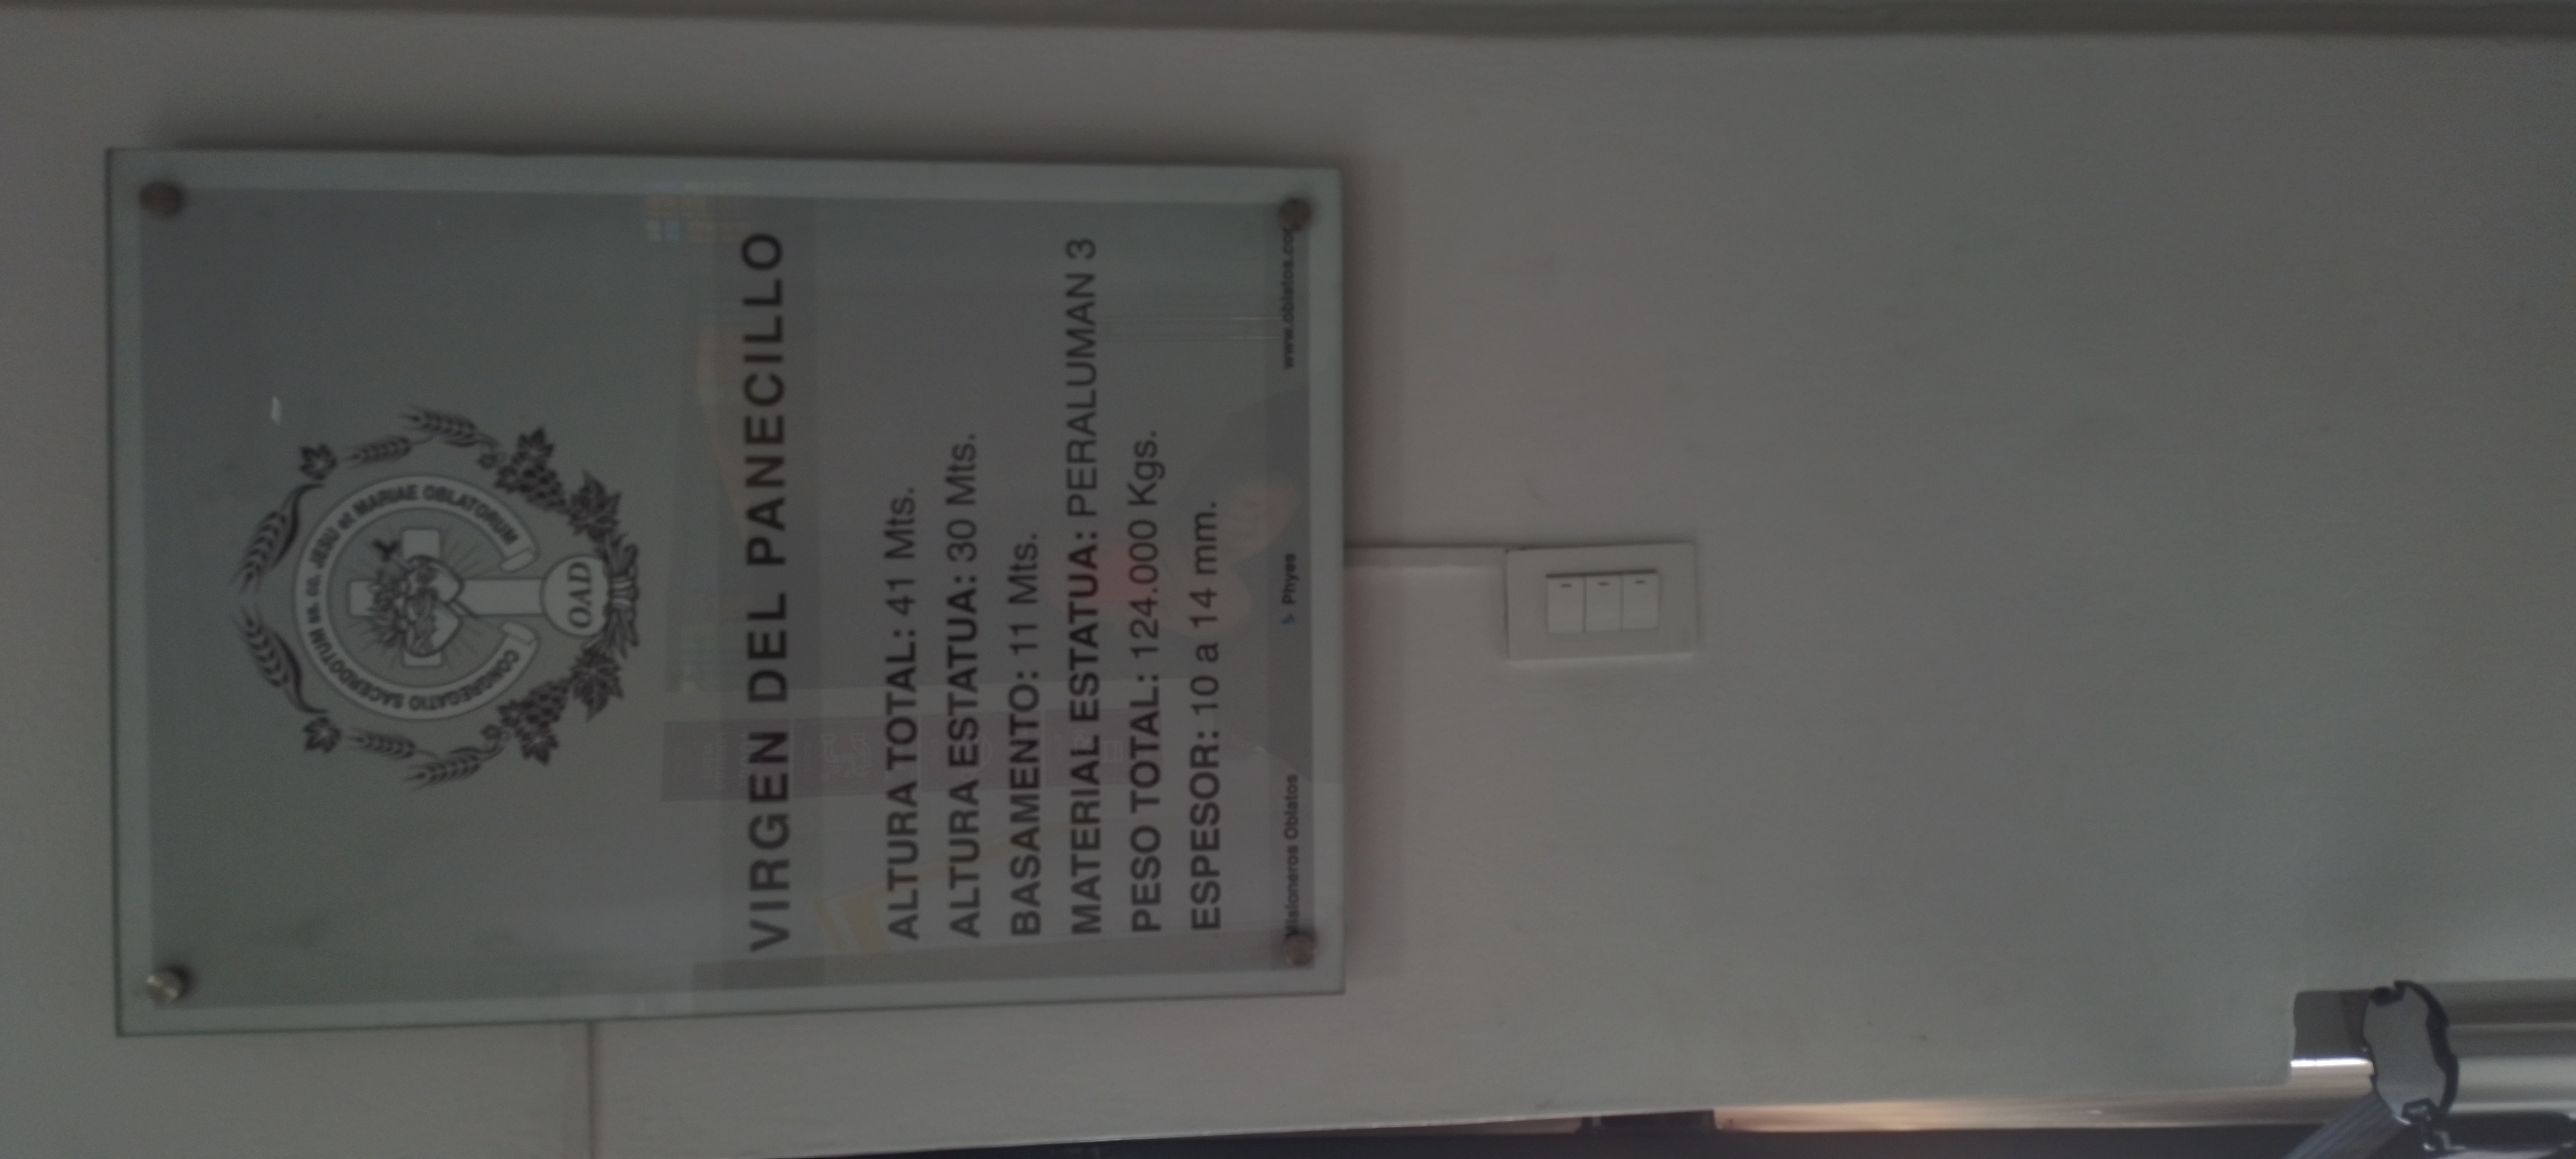 CONGREGATIO SACERDOTUM ss. cc. JESU et MARIAE OBLATORUM
OAD
VIRGEN DEL PANECILLO
ALTURA TOTAL: 41 Mts.
ALTURA ESTATUA: 30 Mts.
BASAMENTO: 11 Mts.
MATERIAL ESTATUA: PERALUMAN 3
PESO TOTAL: 124.000 Kgs.
ESPESOR: 10 a 14 mm.
Misioneros Oblatos Phyes www.oblatos.co